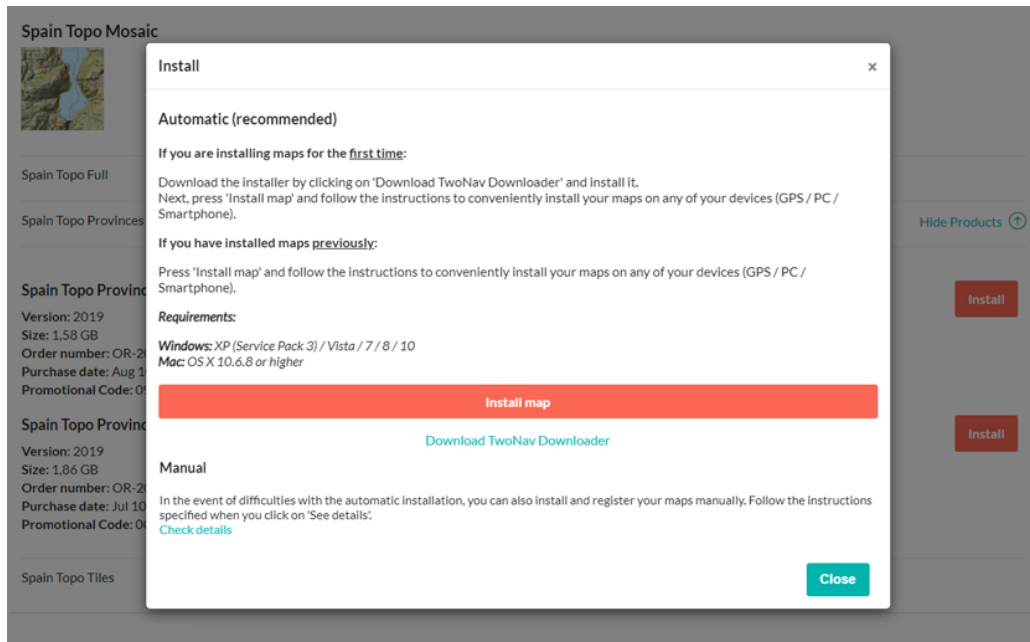 Spain Topo Mosaic
Install
×
Automatic (recommended)
If you are installing maps for the first time:
Spain Topo Full
Download the installer by clicking on 'Download TwoNav Downloader' and install it.
Next, press 'Install map' and follow the instructions to conveniently install your maps on any of your devices (GPS / PC /
Smartphone).
Spain Topo Provinces
Hide Products
If you have installed maps previously:
Press 'Install map' and follow the instructions to conveniently install your maps on any of your devices (GPS / PC /
Smartphone).
Spain Topo
Install
Version: 2019
Size: 1,58 GB
Order number:
Purchase date: Aug
Promotional Code:
Requirements:
Windows: XP (Service Pack 3) / Vista / 7 / 8 / 10
Mac: OS X 10.6.8 or higher
Install map
Spain Topo
Install
Version: 2019
Size: 1,86 GB
Order number:
Purchase date: Jul 10
Promotional Code:
Download TwoNav Downloader
Manual
In the event of difficulties with the automatic installation, you can also install and register your maps manually. Follow the instructions
specified when you click on 'See details'.
Check details
Spain Topo Tiles
Close